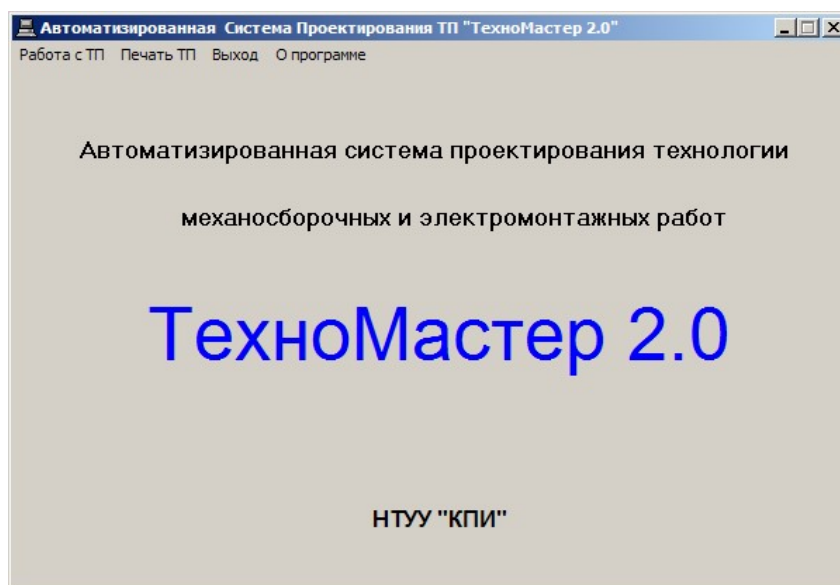 Автоматизированная Система Проектирования ТП "ТехноМастер 2.0"
Работа с ТП Печать ТП Выход О программе
Автоматизированная система проектирования технологии
механосборочных и электромонтажных работ
ТехноМастер 2.0
НТУУ "КПИ"